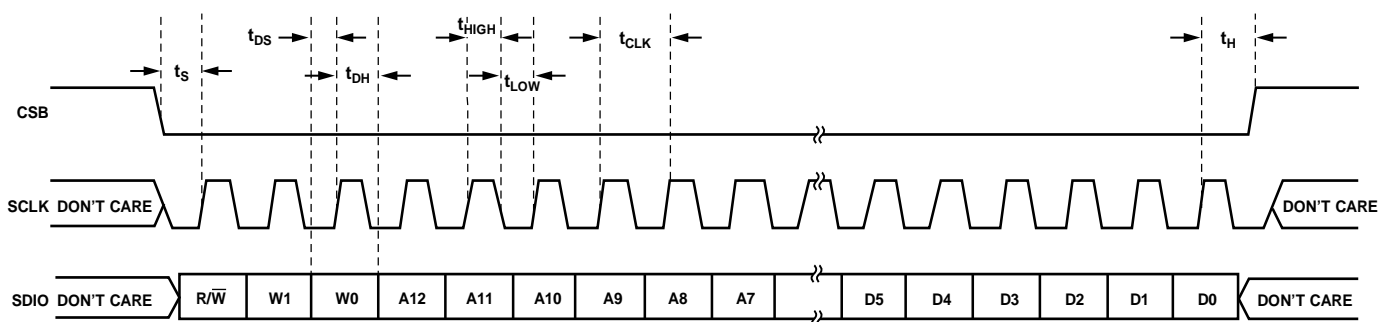 tDS
tHIGH
tCLK
tH
tS
tDH
tLOW
CSB
SCLK DON'T CARE
DON'T CARE
SDIO DON'T CARE R/W̅ W1 W0 A12 A11 A10 A9 A8 A7 D5 D4 D3 D2 D1 D0 DON'T CARE